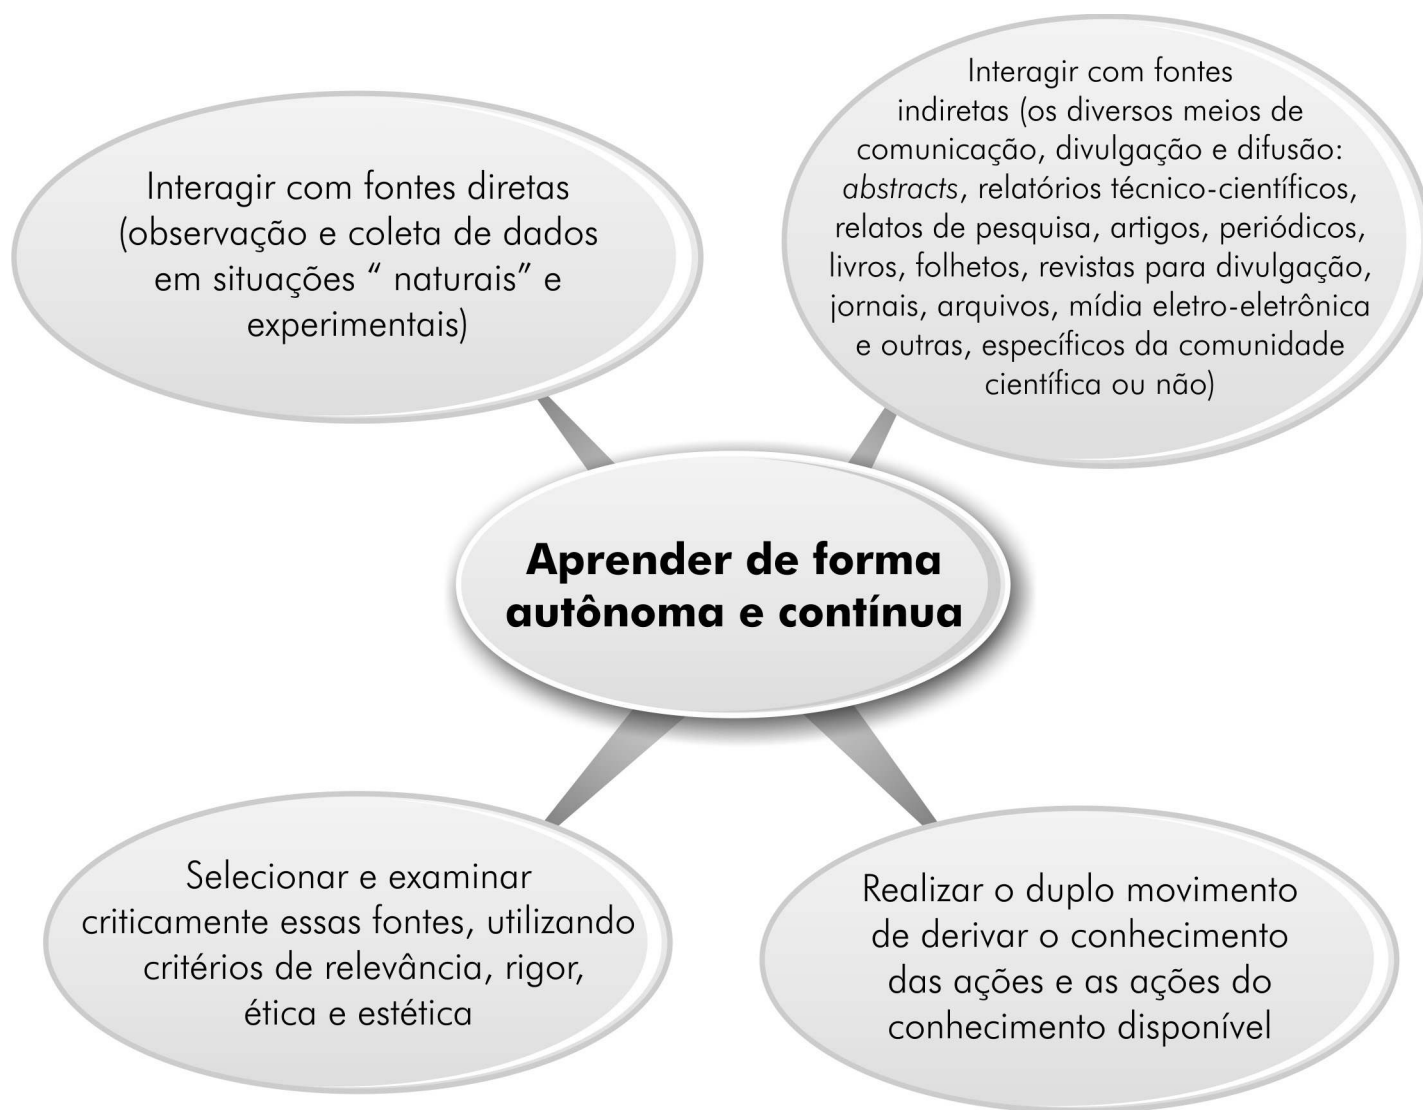 Interagir com fontes diretas
(observação e coleta de dados
em situações “ naturais” e
experimentais)
Interagir com fontes
indiretas (os diversos meios de
comunicação, divulgação e difusão:
abstracts, relatórios técnico-científicos,
relatos de pesquisa, artigos, periódicos,
livros, folhetos, revistas para divulgação,
jornais, arquivos, mídia eletro-eletrônica
e outras, específicos da comunidade
científica ou não)
Aprender de forma
autônoma e contínua
Selecionar e examinar
criticamente essas fontes, utilizando
critérios de relevância, rigor,
ética e estética
Realizar o duplo movimento
de derivar o conhecimento
das ações e as ações do
conhecimento disponível